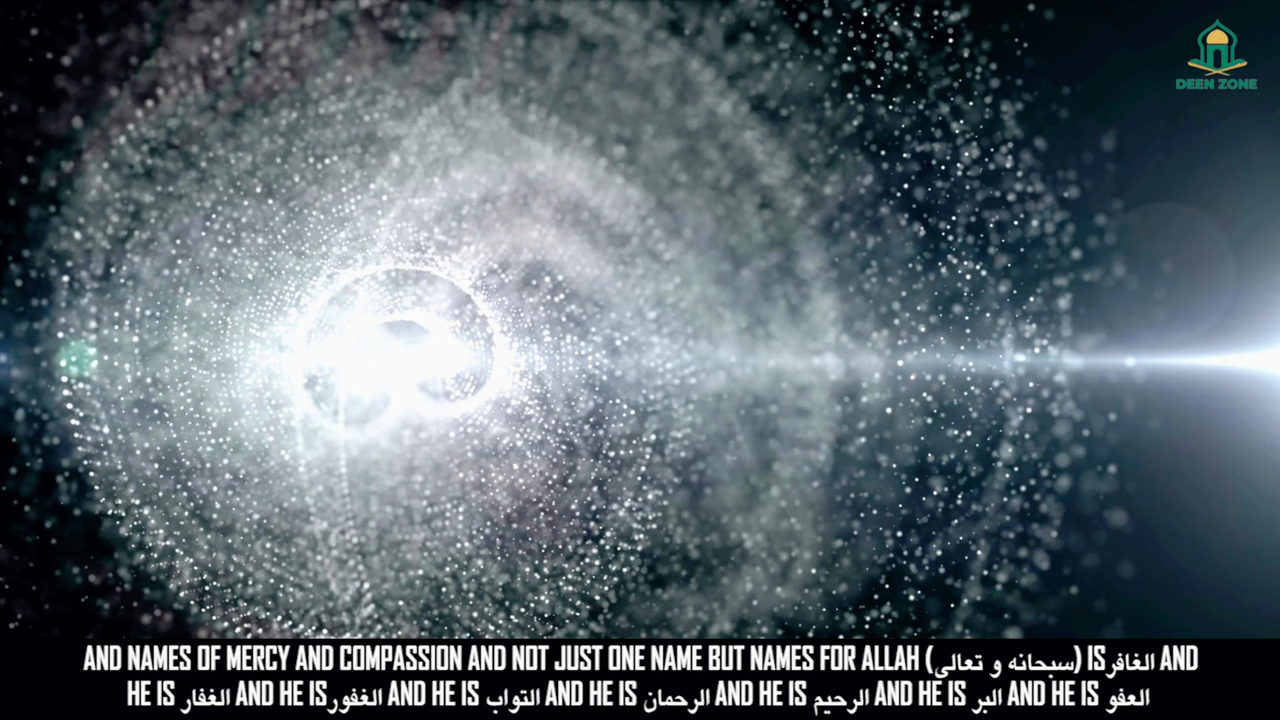 DEEN ZONE
AND NAMES OF MERCY AND COMPASSION AND NOT JUST ONE NAME BUT NAMES FOR ALLAH (سبحانه و تعالى) IS الغافر AND
HE IS الغفار AND HE IS الغفور AND HE IS التواب AND HE IS الرحمان AND HE IS الرحيم AND HE IS البر AND HE IS العفو